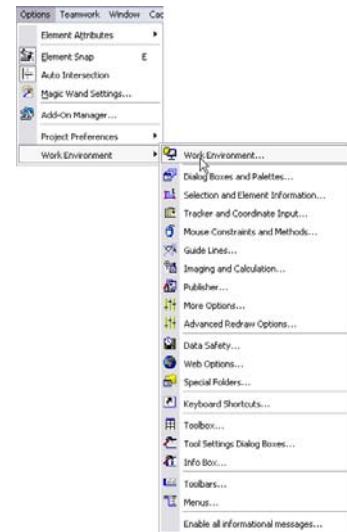 Options Teamwork Window Cad
Element Attributes
Element Snap E
Auto Intersection
Magic Wand Settings...
Add-On Manager...
Project Preferences
Work Environment
Work Environment...
Dialog Boxes and Palettes...
Selection and Element Information...
Tracker and Coordinate Input...
Mouse Constraints and Methods...
Guide Lines...
Imaging and Calculation...
Publisher...
More Options...
Advanced Redraw Options...
Data Safety...
Web Options...
Special Folders...
Keyboard Shortcuts...
Toolbox...
Tool Settings Dialog Boxes...
Info Box...
Toolbars...
Menus...
Enable all informational messages...